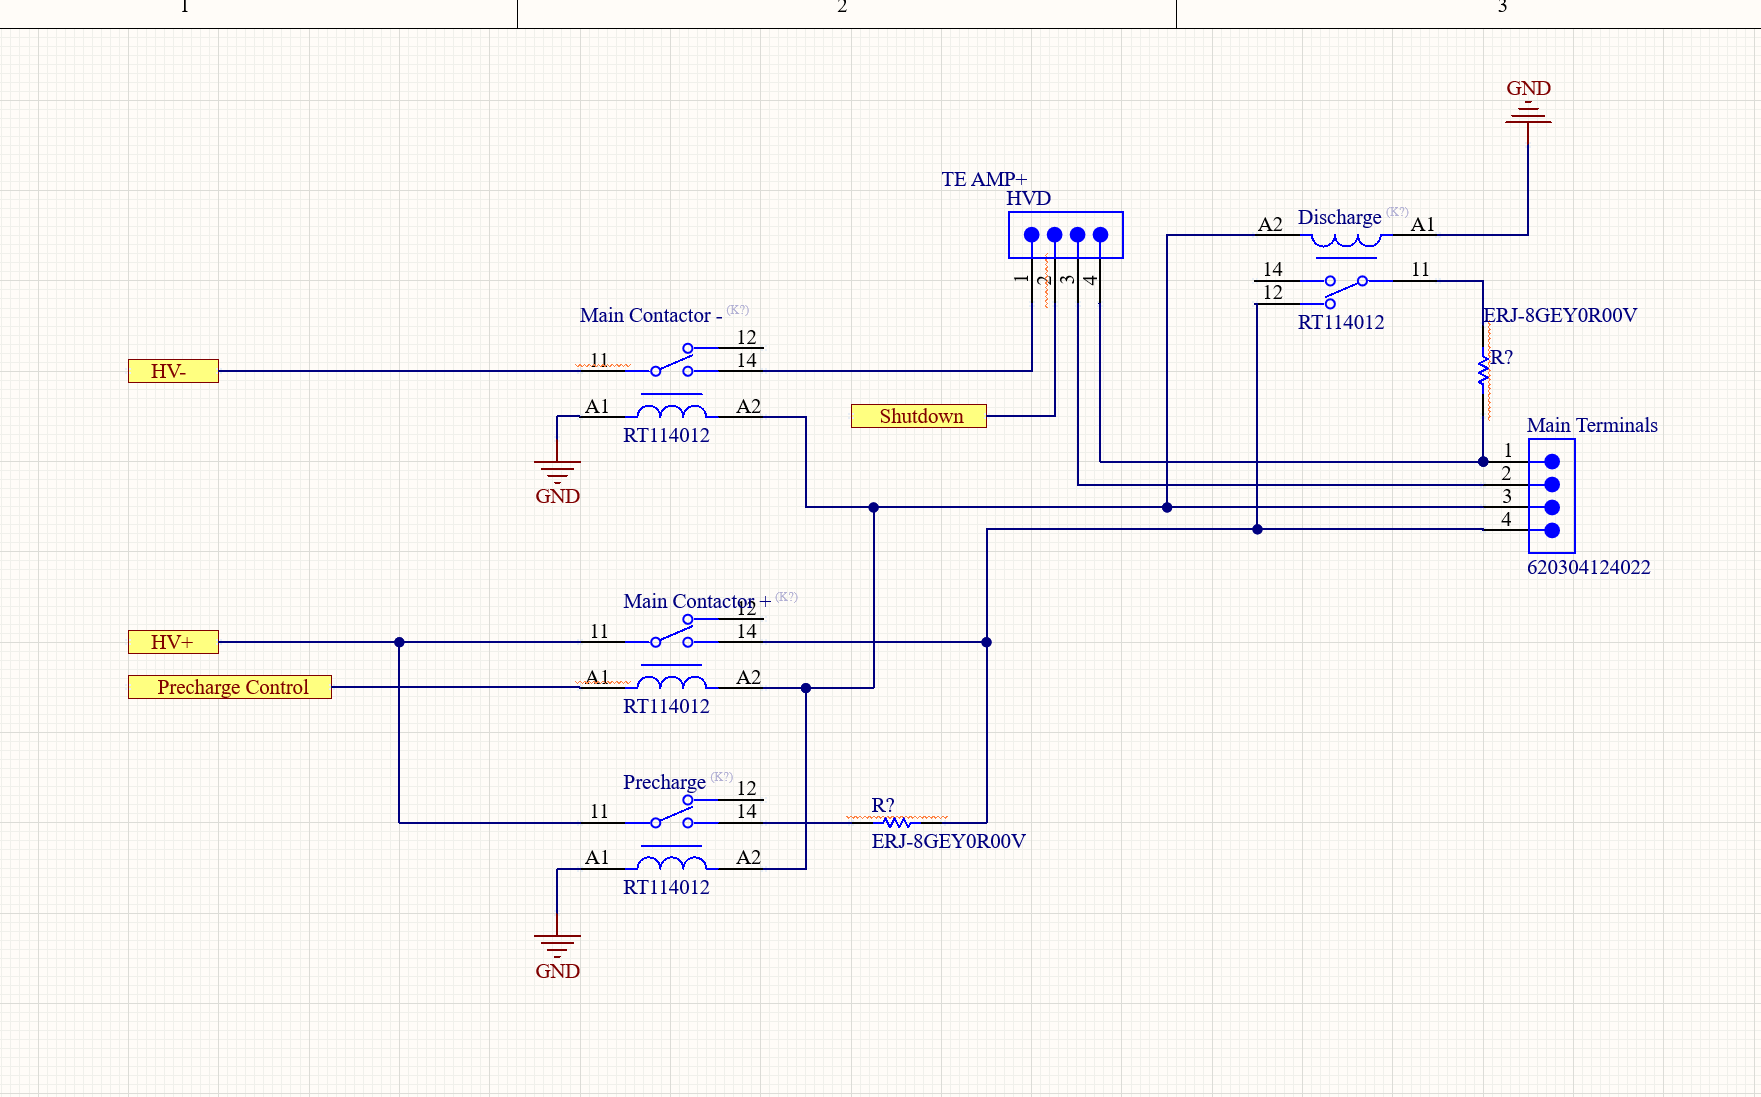 1 2 3
GND
TE AMP+
HVD
1 2 3 4
Discharge (K?)
A2 A1
14 11
12
RT114012
ERJ-8GEY0R00V
R?
Main Contactor - (K?)
12
11 14
A1 A2
RT114012
HV-
GND
Shutdown
Main Terminals
1
2
3
4
620304124022
Main Contactor + (K?)
12
HV+
11 14
Precharge Control
A1 A2
RT114012
Precharge (K?)
12
11 14
R?
ERJ-8GEY0R00V
A1 A2
RT114012
GND